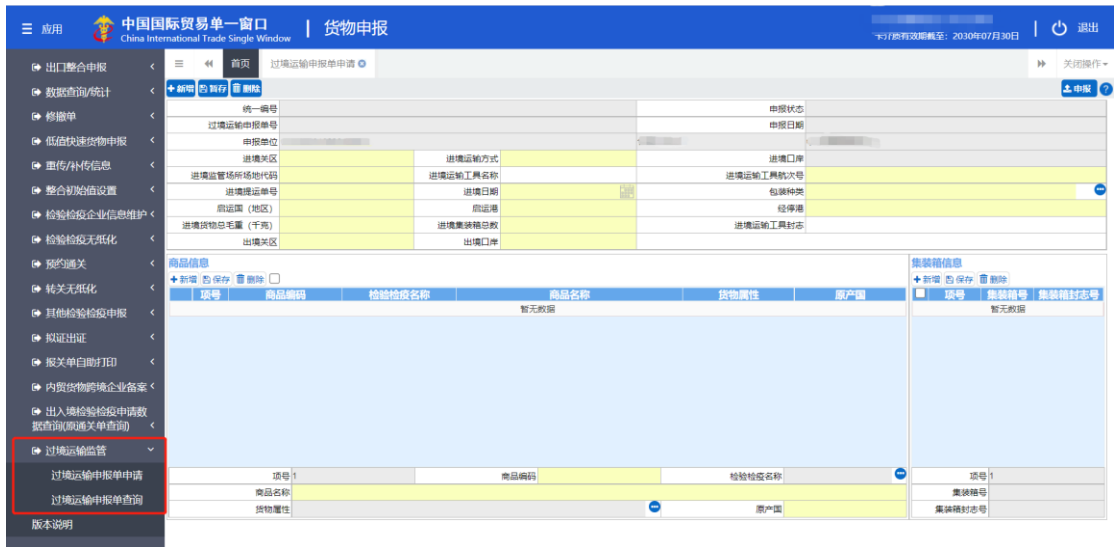 应用
中国国际贸易单一窗口
China International Trade Single Window
货物申报
有效期截至：2030年07月30日
退出
出口整合申报
数据查询/统计
修撤单
低值快速货物申报
重传/补传信息
整合初始值设置
检验检疫企业信息维护
检验检疫无纸化
预约通关
转关无纸化
其他检验检疫申报
拟证出证
报关单自助打印
内贸货物跨境企业备案
出入境检验检疫申请数
据查询(原通关单查询)
过境运输监管
过境运输申报单申请
过境运输申报单查询
版本说明
首页 过境运输申报单申请 关闭操作
新增 暂存 删除 申报
统一编号 申报状态
过境运输申报单号 申报日期
申报单位
进境关区 进境运输方式 进境口岸
进境监管场所场地代码 进境运输工具名称 进境运输工具航次号
进境提运单号 进境日期 包装种类
启运国（地区） 启运港 经停港
进境货物总毛重（千克） 进境集装箱总数 进境运输工具封志
出境关区 出境口岸
商品信息
新增 保存 删除
项号 商品编码 检验检疫名称 商品名称 货物属性 原产国
暂无数据
项号 1 商品编码 检验检疫名称
商品名称
货物属性 原产国
集装箱信息
新增 保存 删除
项号 集装箱号 集装箱封志号
暂无数据
项号 1
集装箱号
集装箱封志号